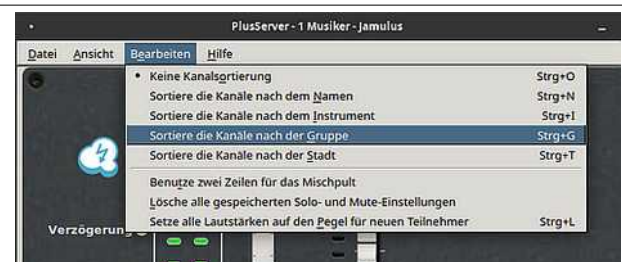 PlusServer - 1 Musiker - Jamulus
Datei Ansicht Bearbeiten Hilfe
Keine Kanalsortierung Strg+O
Sortiere die Kanäle nach dem Namen Strg+N
Sortiere die Kanäle nach dem Instrument Strg+I
Sortiere die Kanäle nach der Gruppe Strg+G
Sortiere die Kanäle nach der Stadt Strg+T
Benutze zwei Zeilen für das Mischpult
Lösche alle gespeicherten Solo- und Mute-Einstellungen
Setze alle Lautstärken auf den Pegel für neuen Teilnehmer Strg+L
Verzögerung